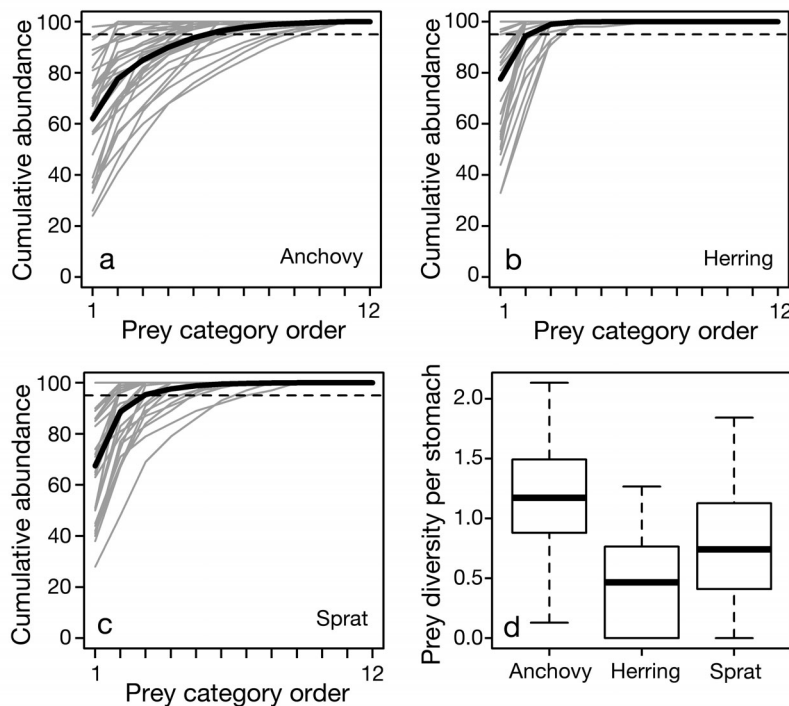 Cumulative abundance
100
80
60
40
20
0
a
Anchovy
1
12
Prey category order
Cumulative abundance
100
80
60
40
20
0
b
Herring
1
12
Prey category order
Cumulative abundance
100
80
60
40
20
0
c
Sprat
1
12
Prey category order
Prey diversity per stomach
2.0
1.5
1.0
0.5
0.0
d
Anchovy
Herring
Sprat